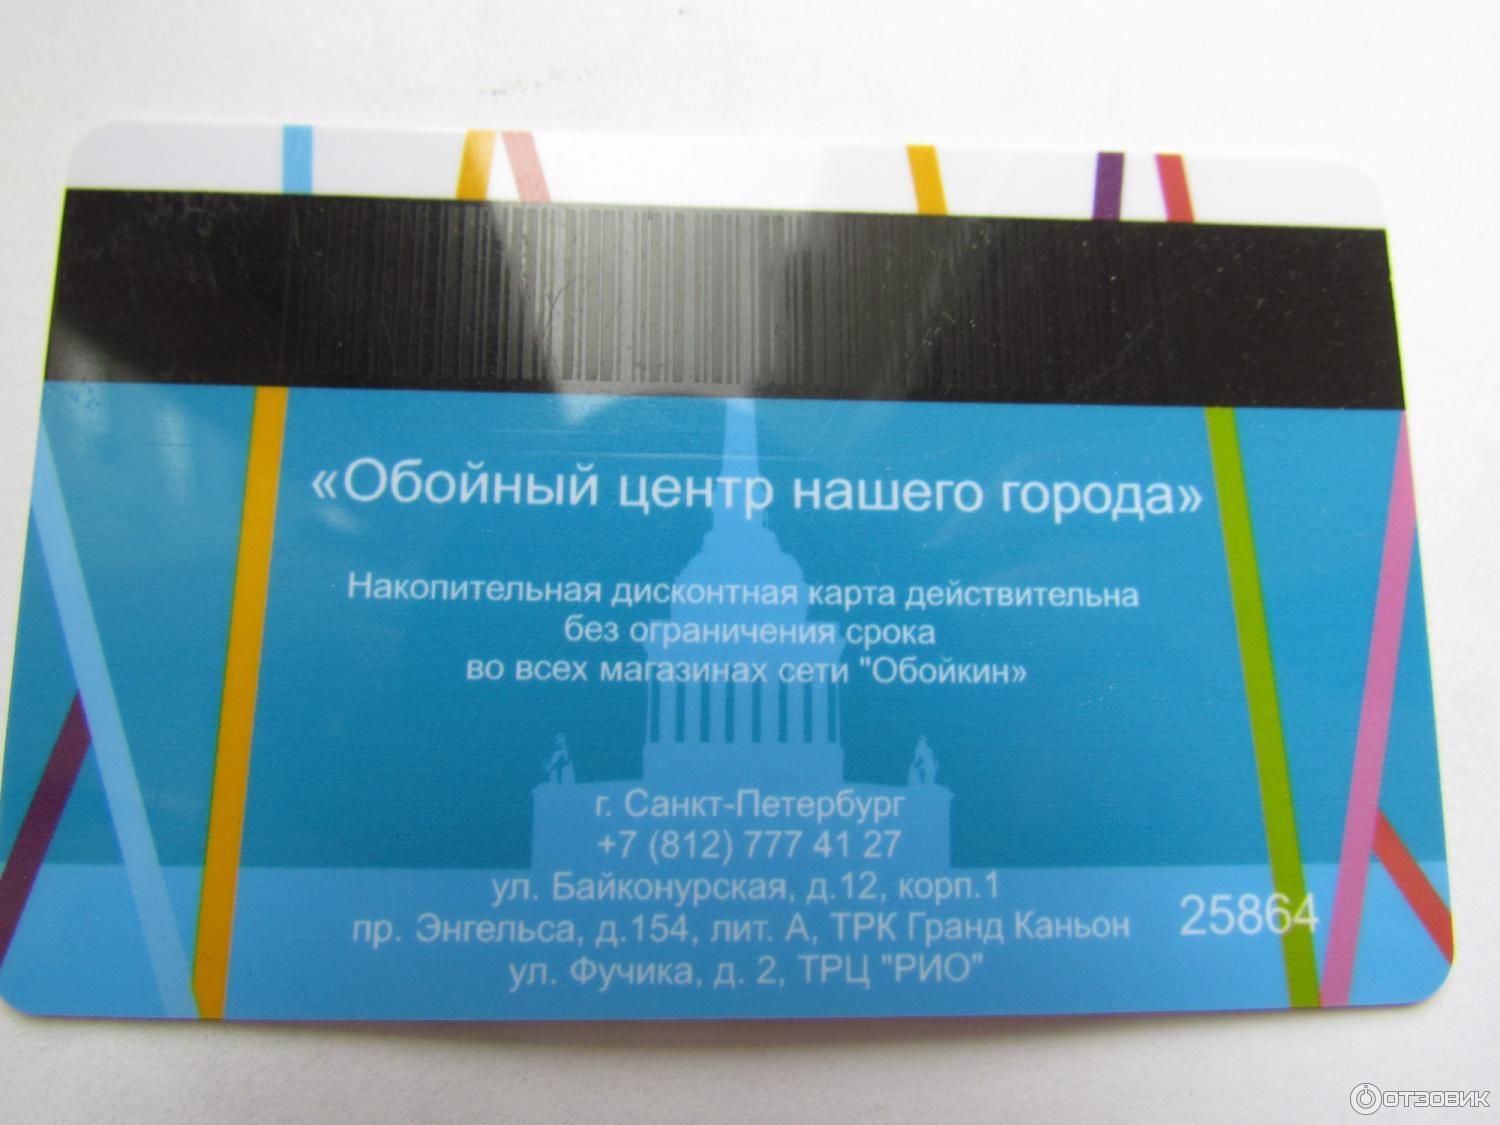 «Обойный центр нашего города»
Накопительная дисконтная карта действительна
без ограничения срока
во всех магазинах сети "Обойкин»
г. Санкт-Петербург
+7 (812) 777 41 27
ул. Байконурская, д.12, корп.1
пр. Энгельса, д.154, лит. А, ТРК Гранд Каньон
ул. Фучика, д. 2, ТРЦ "РИО"
25864
ОТЗОВИК